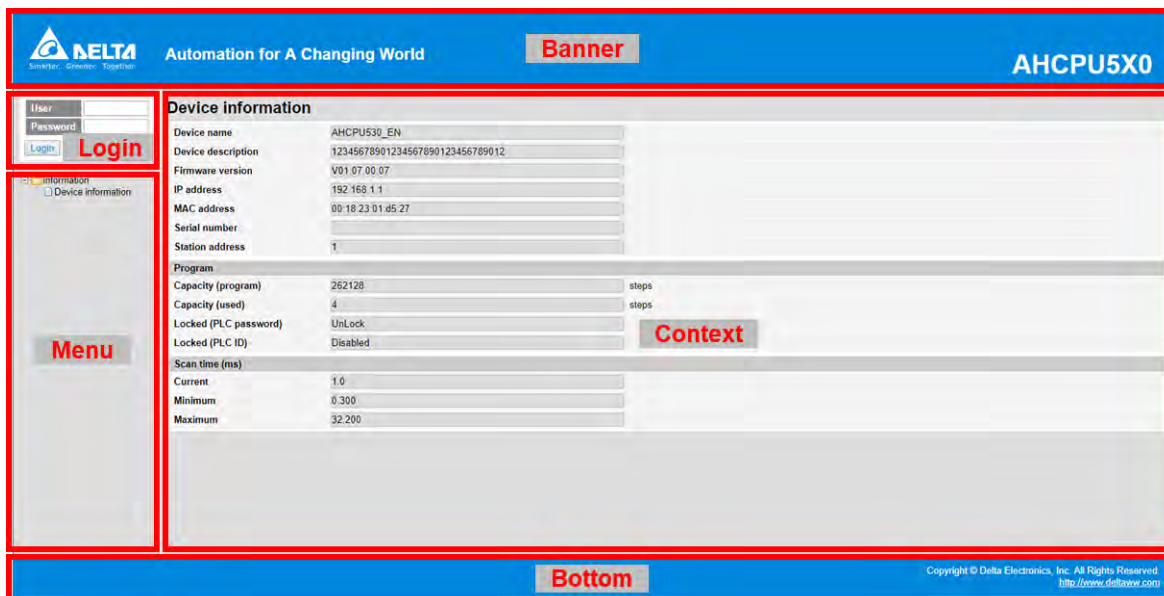 DELTA
Smarter. Greener. Together.
Automation for A Changing World
Banner
AHCPU5X0
User
Password
Login
Login
Information
Device information
Menu
Device information
Device name AHCPU530_EN
Device description 12345678901234567890123456789012
Firmware version V01.07.00.07
IP address 192.168.1.1
MAC address 00:18:23:01:d5:27
Serial number
Station address 1
Program
Capacity (program) 262128 steps
Capacity (used) 4 steps
Locked (PLC password) UnLock
Context
Locked (PLC ID) Disabled
Scan time (ms)
Current 1.0
Minimum 0.300
Maximum 32.200
Bottom
Copyright © Delta Electronics, Inc. All Rights Reserved.
http://www.deltaww.com